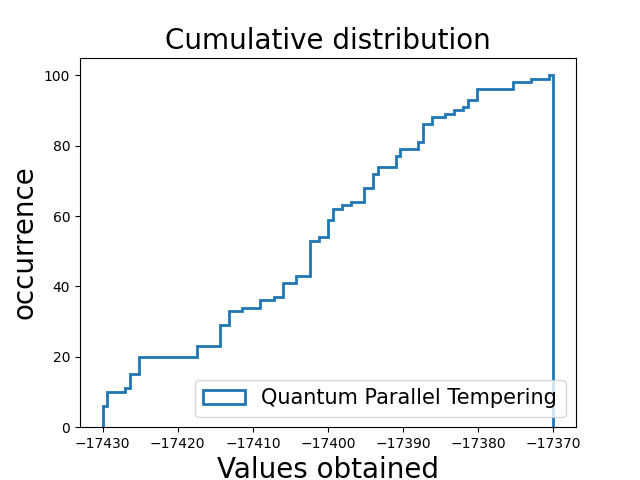 Cumulative distribution
100
80
60
40
20
0
occurrence
Quantum Parallel Tempering
−17430 −17420 −17410 −17400 −17390 −17380 −17370
Values obtained